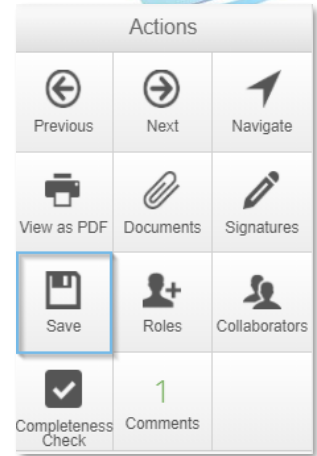 Actions
Previous Next Navigate
View as PDF Documents Signatures
Save Roles Collaborators
1
Completeness Comments
Check